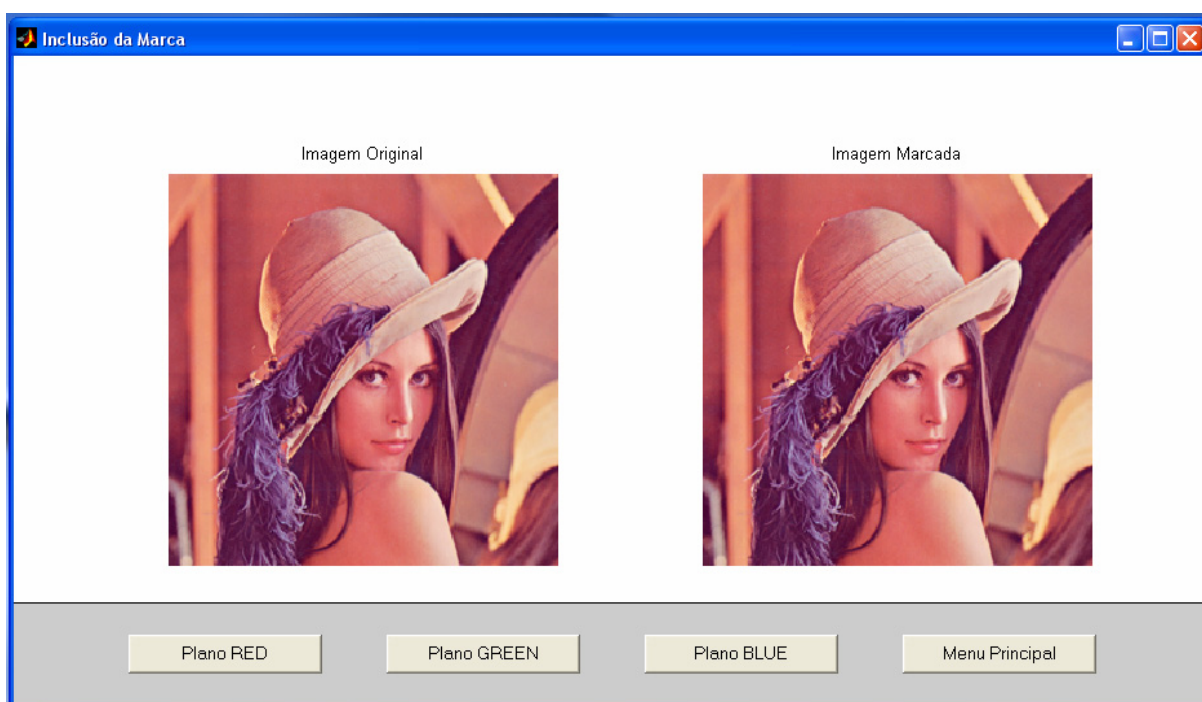 Inclusão da Marca
Imagem Original
Imagem Marcada
Plano RED
Plano GREEN
Plano BLUE
Menu Principal